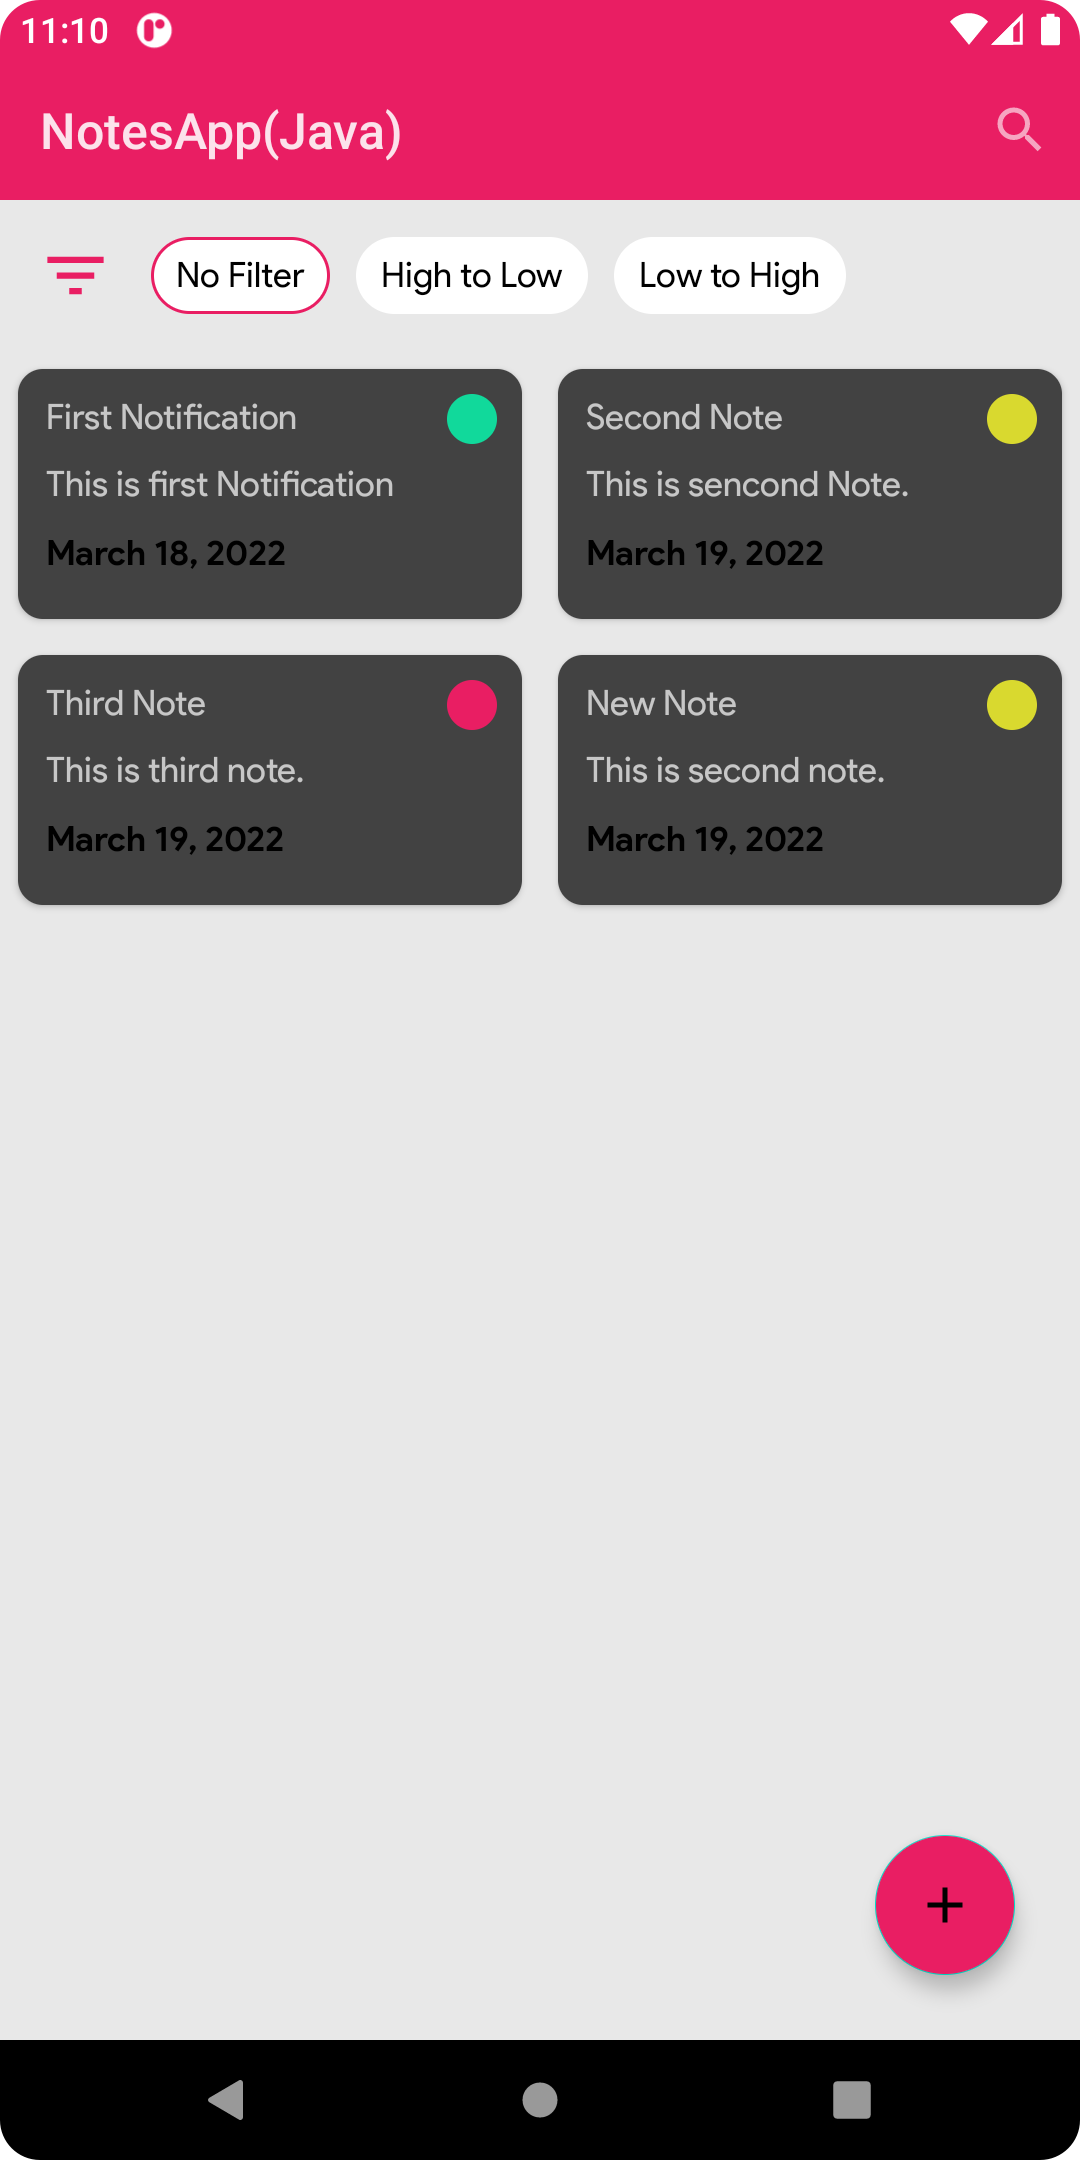 11:10
NotesApp(Java)
No Filter
High to Low
Low to High
First Notification
This is first Notification
March 18, 2022
Second Note
This is sencond Note.
March 19, 2022
Third Note
This is third note.
March 19, 2022
New Note
This is second note.
March 19, 2022